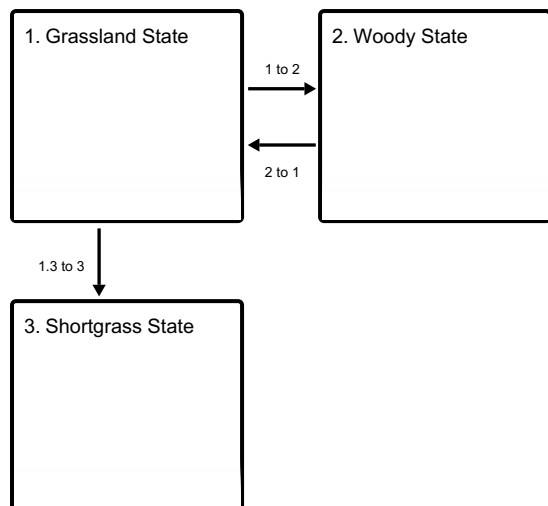 1. Grassland State
2. Woody State
1 to 2
2 to 1
1.3 to 3
3. Shortgrass State